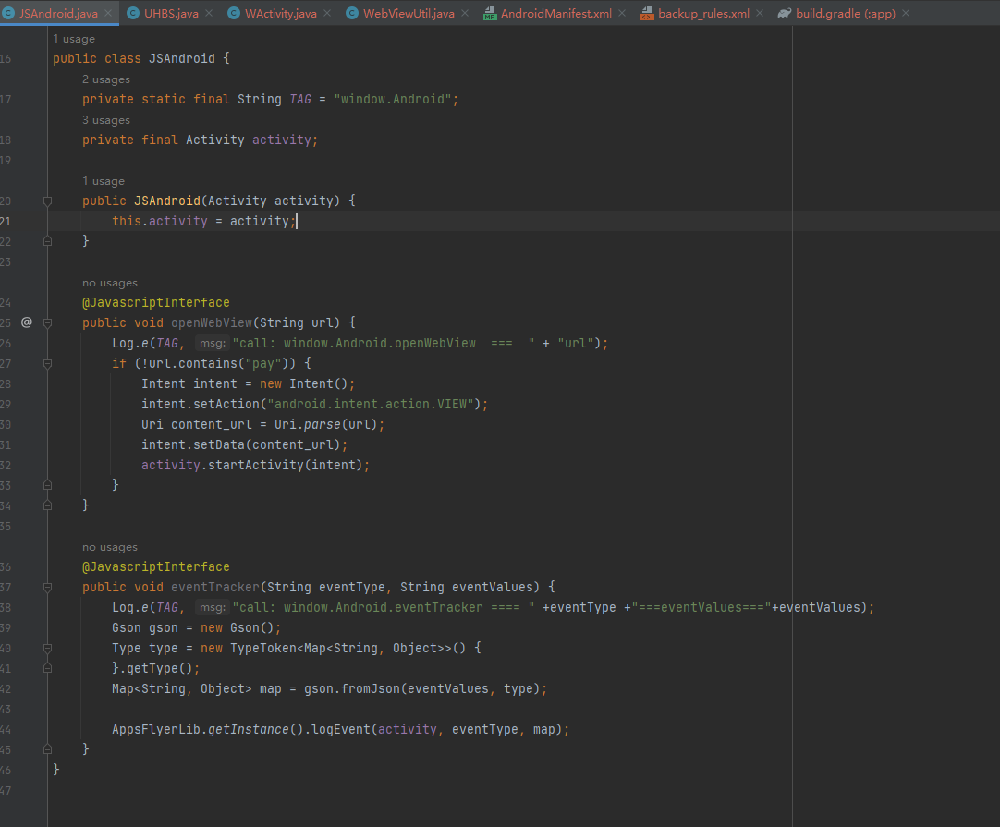 JSAndroid.java × UHBS.java × WActivity.java × WebViewUtil.java × AndroidManifest.xml × backup_rules.xml × build.gradle (:app) ×
1 usage
16 public class JSAndroid {
2 usages
17 private static final String TAG = "window.Android";
3 usages
18 private final Activity activity;
19
1 usage
20 public JSAndroid(Activity activity) {
21 this.activity = activity;
22 }
23
no usages
24 @JavascriptInterface
25 @ public void openWebView(String url) {
26 Log.e(TAG, msg: "call: window.Android.openWebView  ===  " + "url");
27 if (!url.contains("pay")) {
28 Intent intent = new Intent();
29 intent.setAction("android.intent.action.VIEW");
30 Uri content_url = Uri.parse(url);
31 intent.setData(content_url);
32 activity.startActivity(intent);
33 }
34 }
35
no usages
36 @JavascriptInterface
37 public void eventTracker(String eventType, String eventValues) {
38 Log.e(TAG, msg: "call: window.Android.eventTracker ==== " +eventType +"===eventValues==="+eventValues);
39 Gson gson = new Gson();
40 Type type = new TypeToken<Map<String, Object>>() {
41 }.getType();
42 Map<String, Object> map = gson.fromJson(eventValues, type);
43
44 AppsFlyerLib.getInstance().logEvent(activity, eventType, map);
45 }
46 }
47